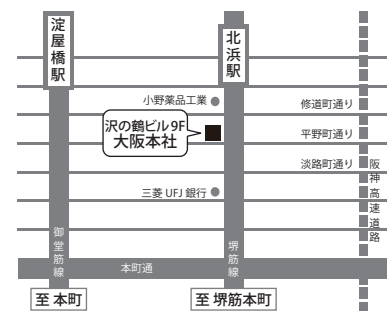 淀屋橋駅
北浜駅
小野薬品工業
修道町通り
沢の鶴ビル9F
大阪本社
平野町通り
淡路町通り
阪神高速道路
三菱 UFJ 銀行
御堂筋線
堺筋線
本町通
至 本町
至 堺筋本町